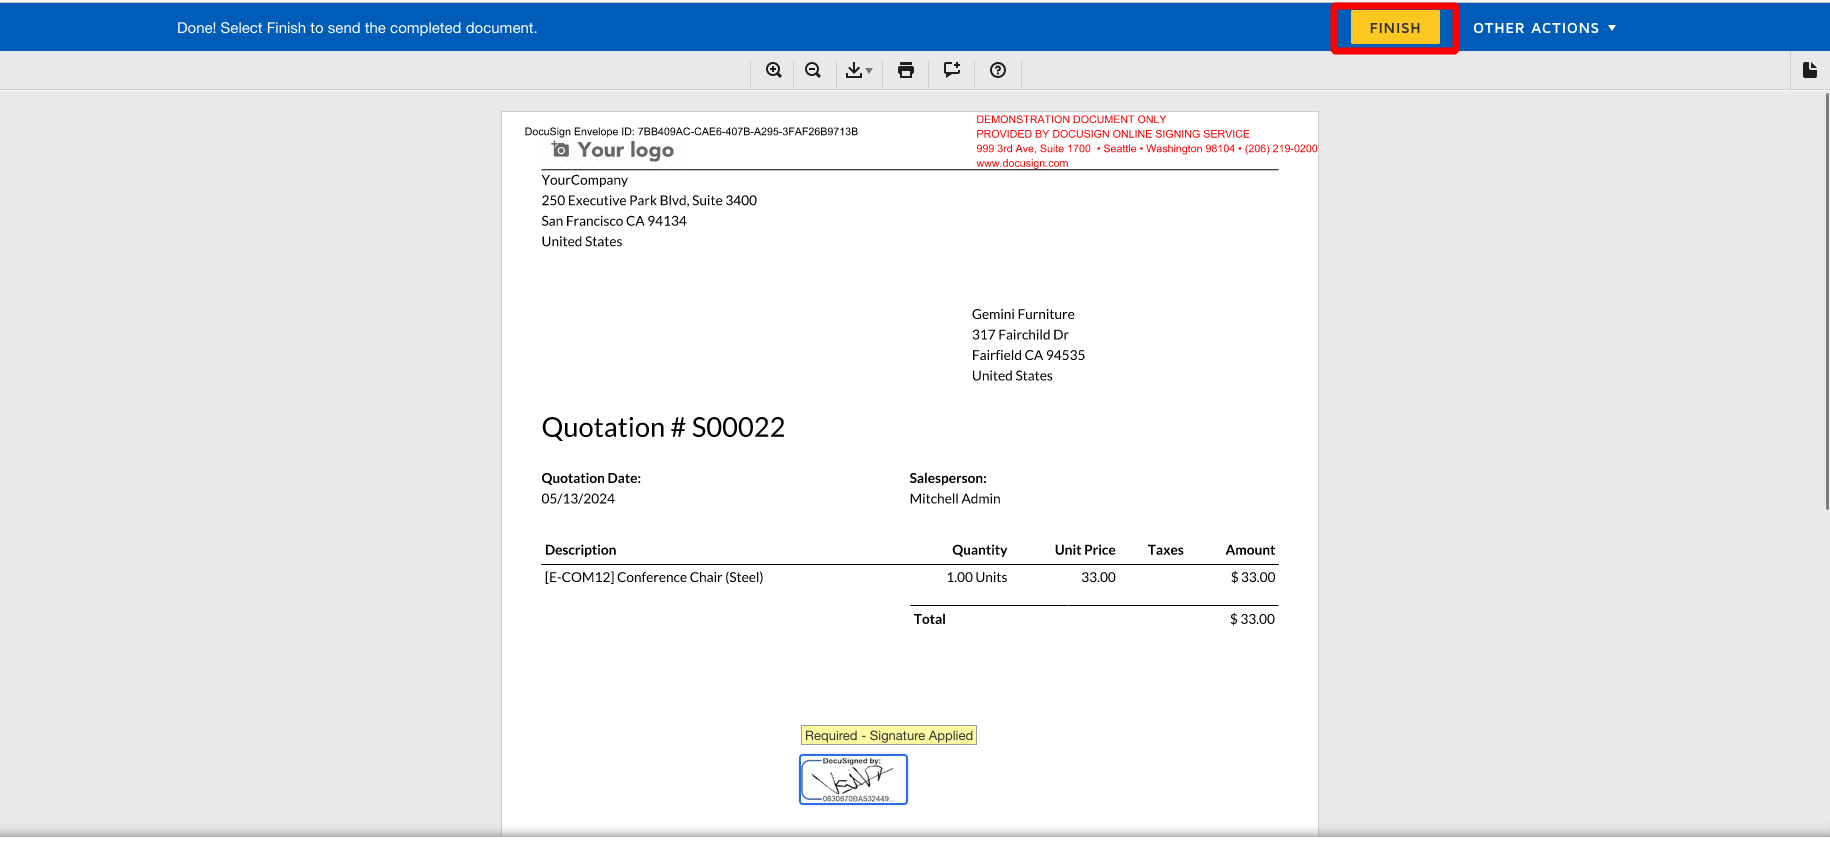 Done! Select Finish to send the completed document.
FINISH
OTHER ACTIONS
DocuSign Envelope ID: 7BB409AC-CAE6-407B-A295-3FAF26B9713B
DEMONSTRATION DOCUMENT ONLY
PROVIDED BY DOCUSIGN ONLINE SIGNING SERVICE
999 3rd Ave, Suite 1700 • Seattle • Washington 98104 • (206) 219-0200
www.docusign.com
Your logo
YourCompany
250 Executive Park Blvd, Suite 3400
San Francisco CA 94134
United States
Gemini Furniture
317 Fairchild Dr
Fairfield CA 94535
United States
Quotation # S00022
Quotation Date:
05/13/2024
Salesperson:
Mitchell Admin
Description Quantity Unit Price Taxes Amount
[E-COM12] Conference Chair (Steel) 1.00 Units 33.00 $ 33.00
Total $ 33.00
Required - Signature Applied
DocuSigned by:
0630670BA532449...